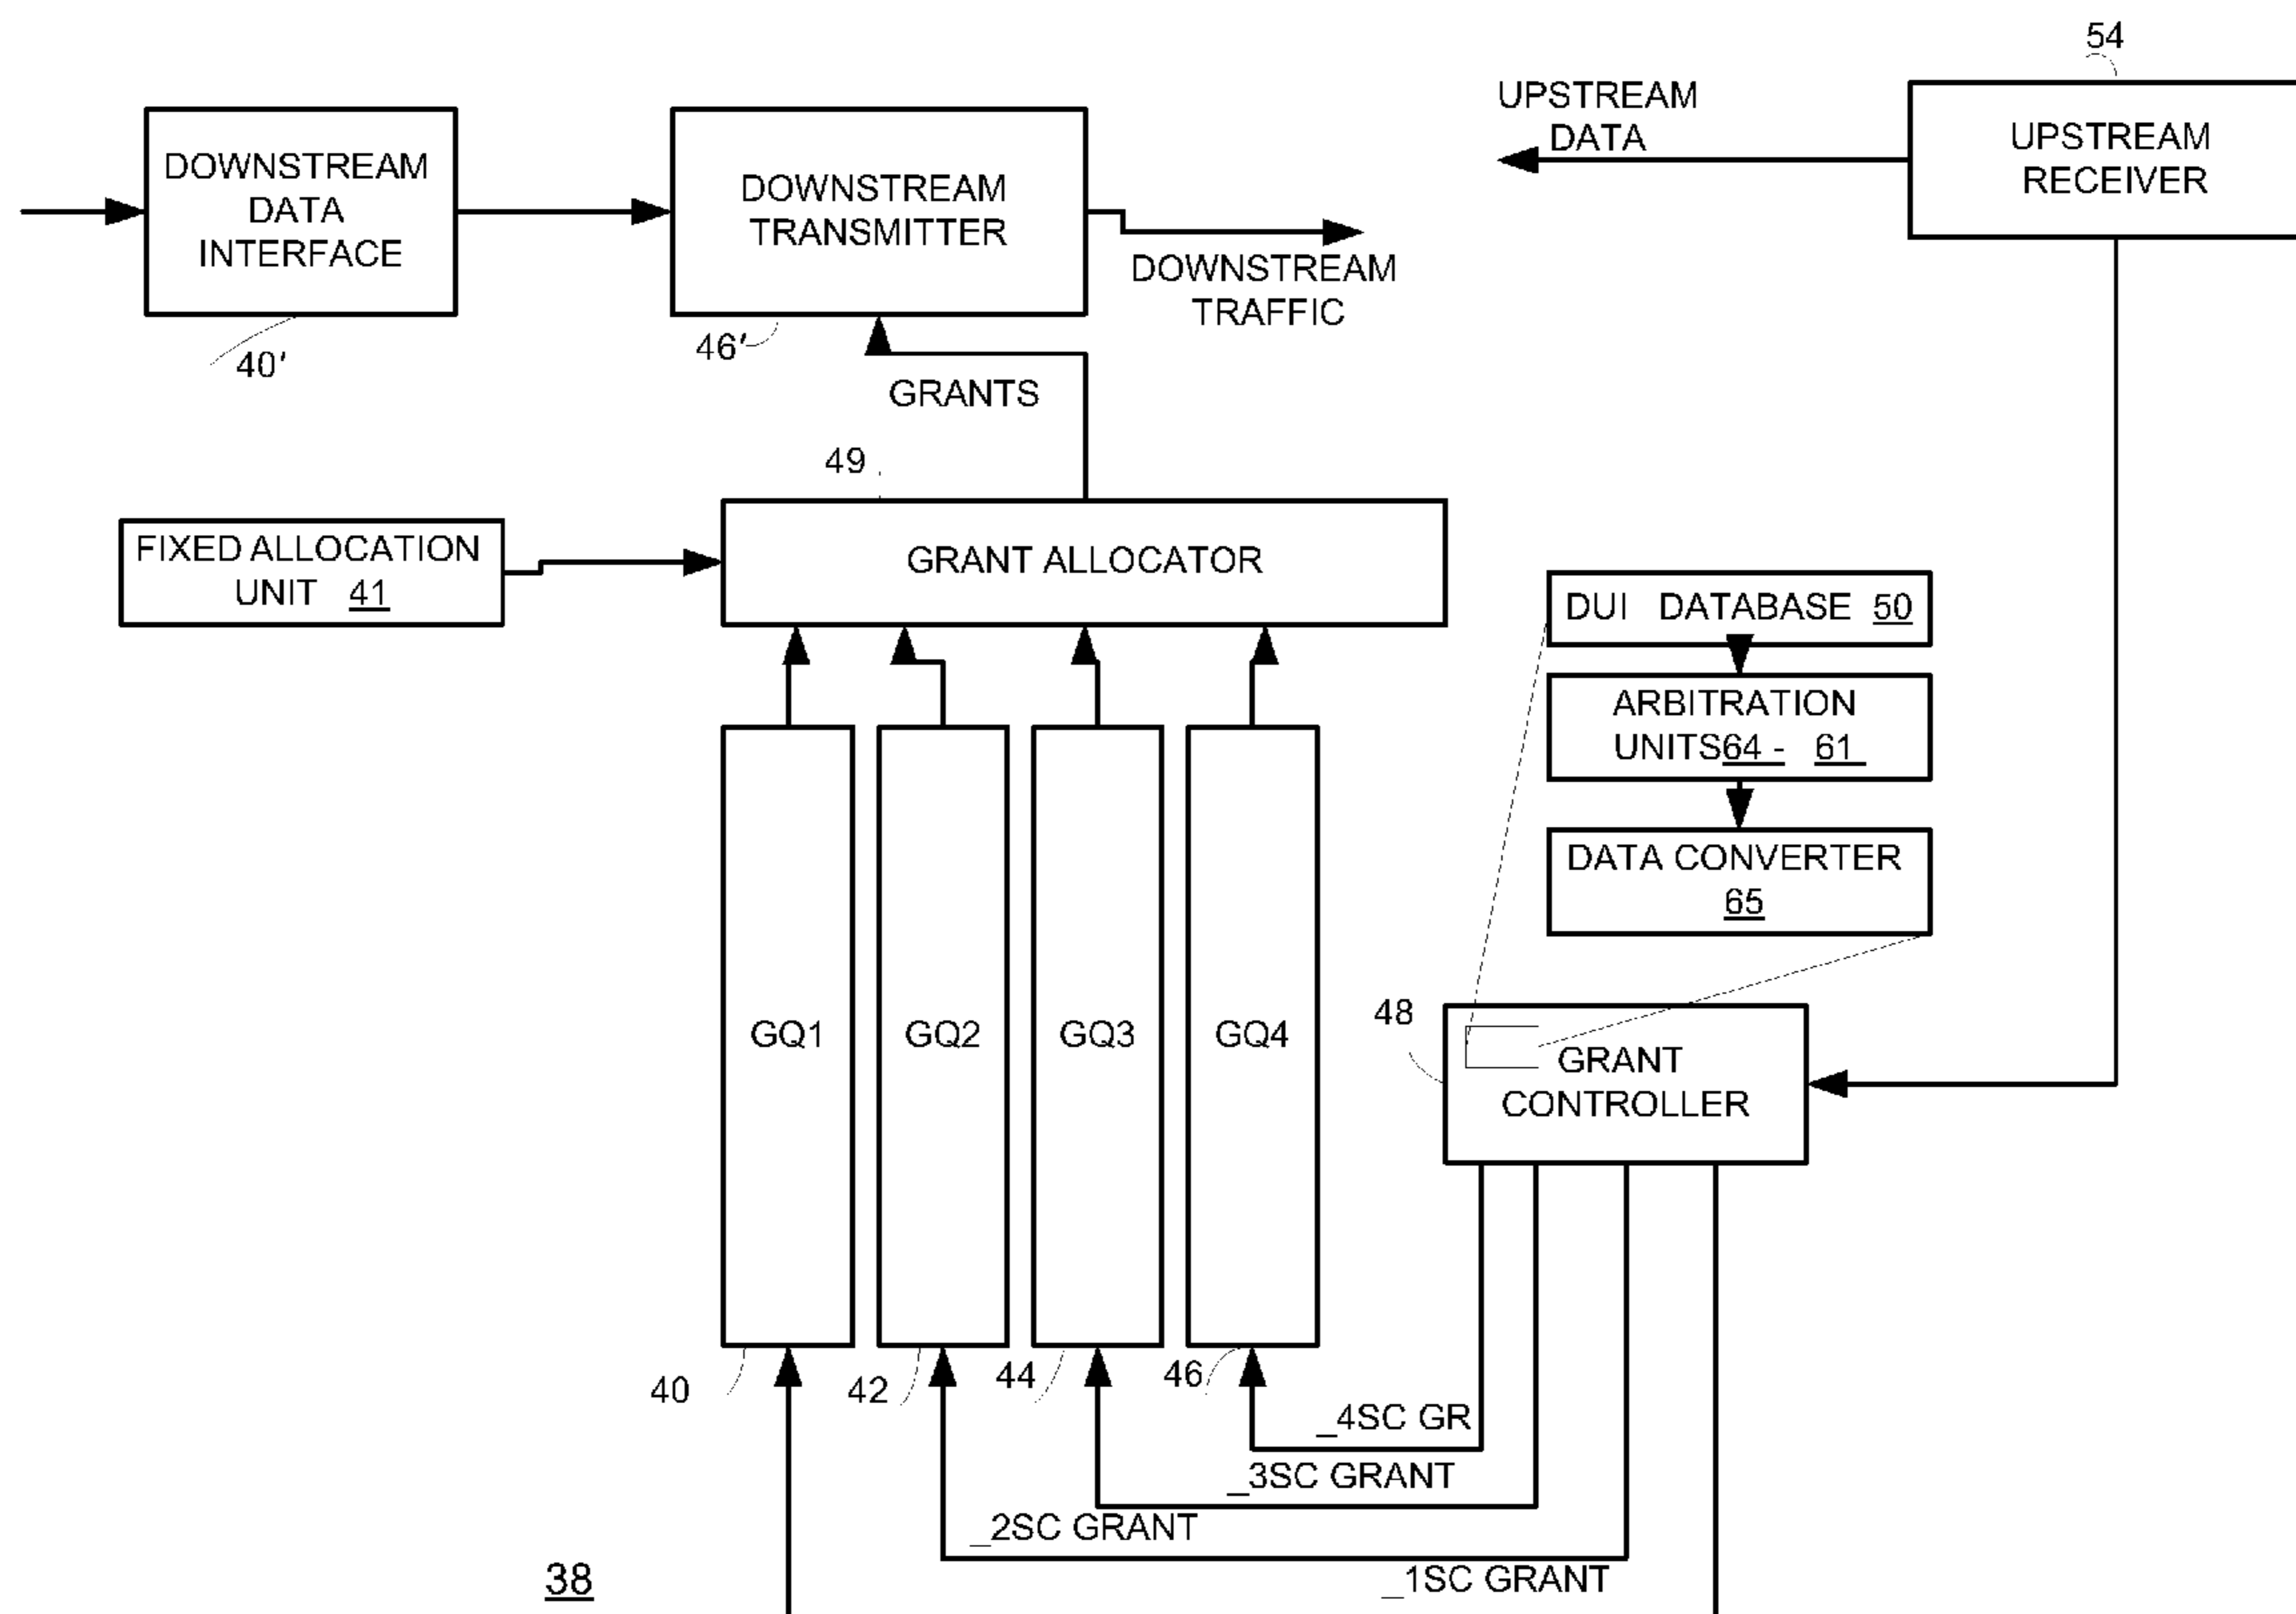 54
UPSTREAM
DATA
UPSTREAM
RECEIVER
DOWNSTREAM
DATA
INTERFACE
DOWNSTREAM
TRANSMITTER
DOWNSTREAM
TRAFFIC
40'
46'
GRANTS
49
FIXED ALLOCATION
UNIT 41
GRANT ALLOCATOR
DUI DATABASE 50
ARBITRATION
UNITS64 - 61
DATA CONVERTER
65
GQ1
GQ2
GQ3
GQ4
48
GRANT
CONTROLLER
40
42
44
46
_4SC GR
_3SC GRANT
_2SC GRANT
_1SC GRANT
38